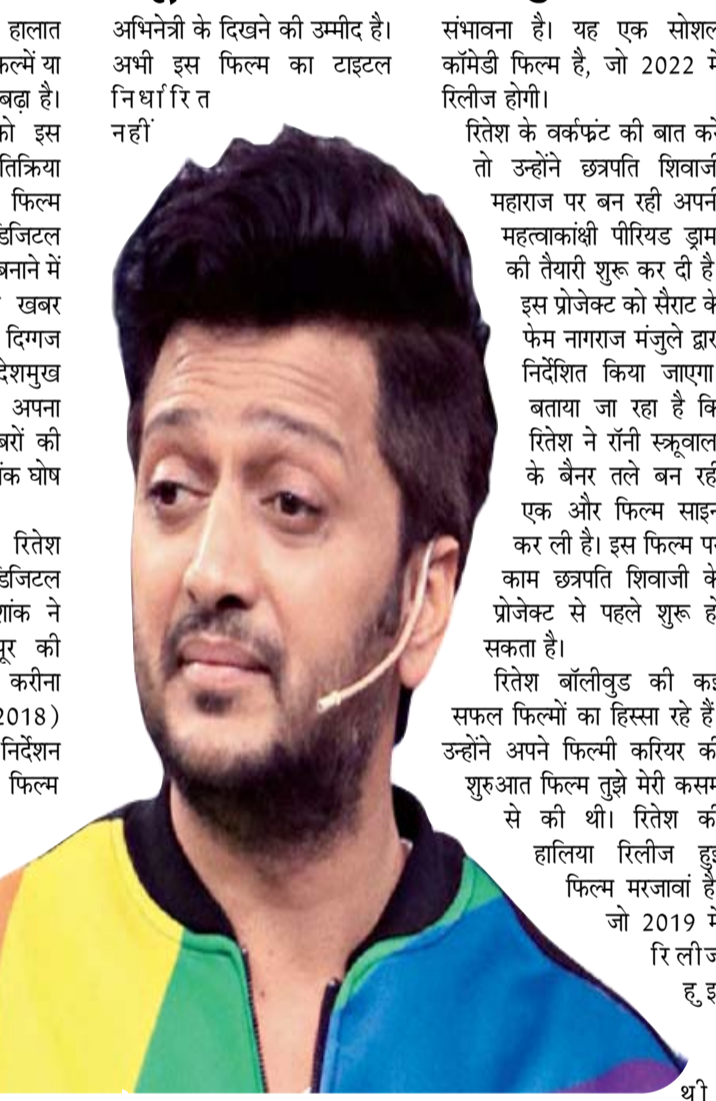 हालात
ल्में या
बढ़ा है।
को इस
तिक्रिया
फिल्म
डिजिटल
बनाने में
खबर
दिग्गज
देशमुख
अपना
बरों की
ंक घोष
रितेश
डिजिटल
शांक ने
पूर की
करीना
2018)
निर्देशन
फिल्म
अभिनेत्री के दिखने की उम्मीद है।
अभी इस फिल्म का टाइटल
निर्धारित
नहीं
संभावना है। यह एक सोशल
कॉमेडी फिल्म है, जो 2022 में
रिलीज होगी।
रितेश के वर्कफ्रंट की बात करें
तो उन्होंने छत्रपति शिवाजी
महाराज पर बन रही अपनी
महत्वाकांक्षी पीरियड ड्राम
की तैयारी शुरू कर दी है
इस प्रोजेक्ट को सैराट के
फेम नागराज मंजुले द्वार
निर्देशित किया जाएगा
बताया जा रहा है कि
रितेश ने रॉनी स्क्रूवाल
के बैनर तले बन रही
एक और फिल्म साइन
कर ली है। इस फिल्म पर
काम छत्रपति शिवाजी के
प्रोजेक्ट से पहले शुरू हो
सकता है।
रितेश बॉलीवुड की कई
सफल फिल्मों का हिस्सा रहे हैं
उन्होंने अपने फिल्मी करियर की
शुरुआत फिल्म तुझे मेरी कसम
से की थी। रितेश की
हालिया रिलीज हुई
फिल्म मरजावां है
जो 2019 में
रिलीज
हुई
थी